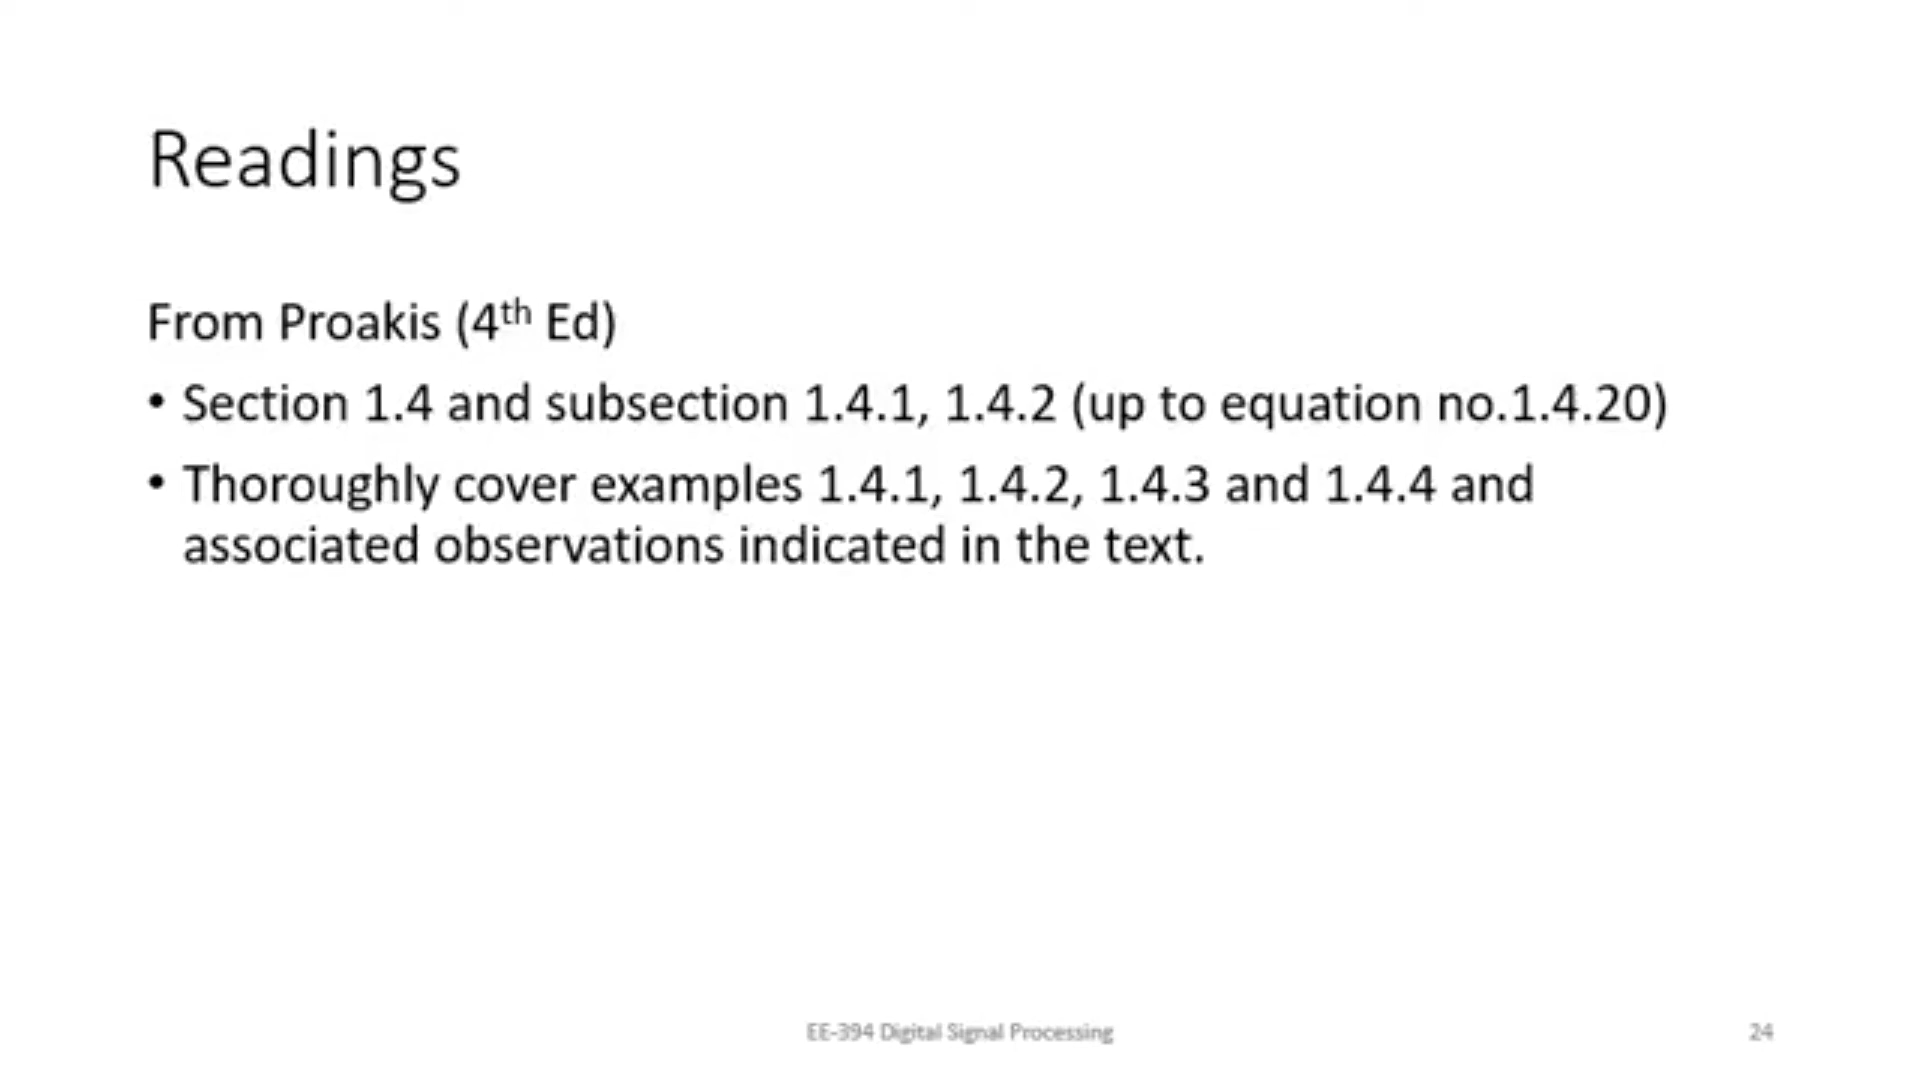 Readings
From Proakis (4th Ed)
• Section 1.4 and subsection 1.4.1, 1.4.2 (up to equation no.1.4.20)
• Thoroughly cover examples 1.4.1, 1.4.2, 1.4.3 and 1.4.4 and
associated observations indicated in the text.
EE-394 Digital Signal Processing
24